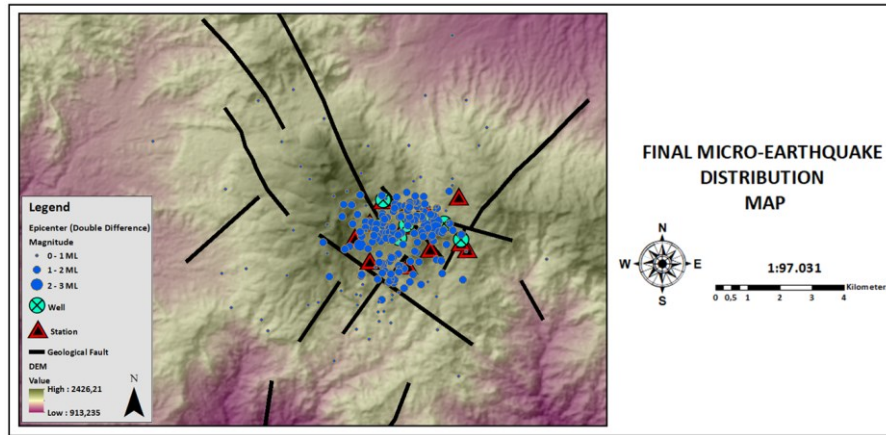 Legend
Epicenter (Double Difference)
Magnitude
0 - 1 ML
1 - 2 ML
2 - 3 ML
Well
Station
Geological Fault
DEM
Value
High : 2426,21
Low : 913,235
N
FINAL MICRO-EARTHQUAKE
DISTRIBUTION
MAP
N
W E
S
1:97.031
Kilometer
0 0,5 1 2 3 4